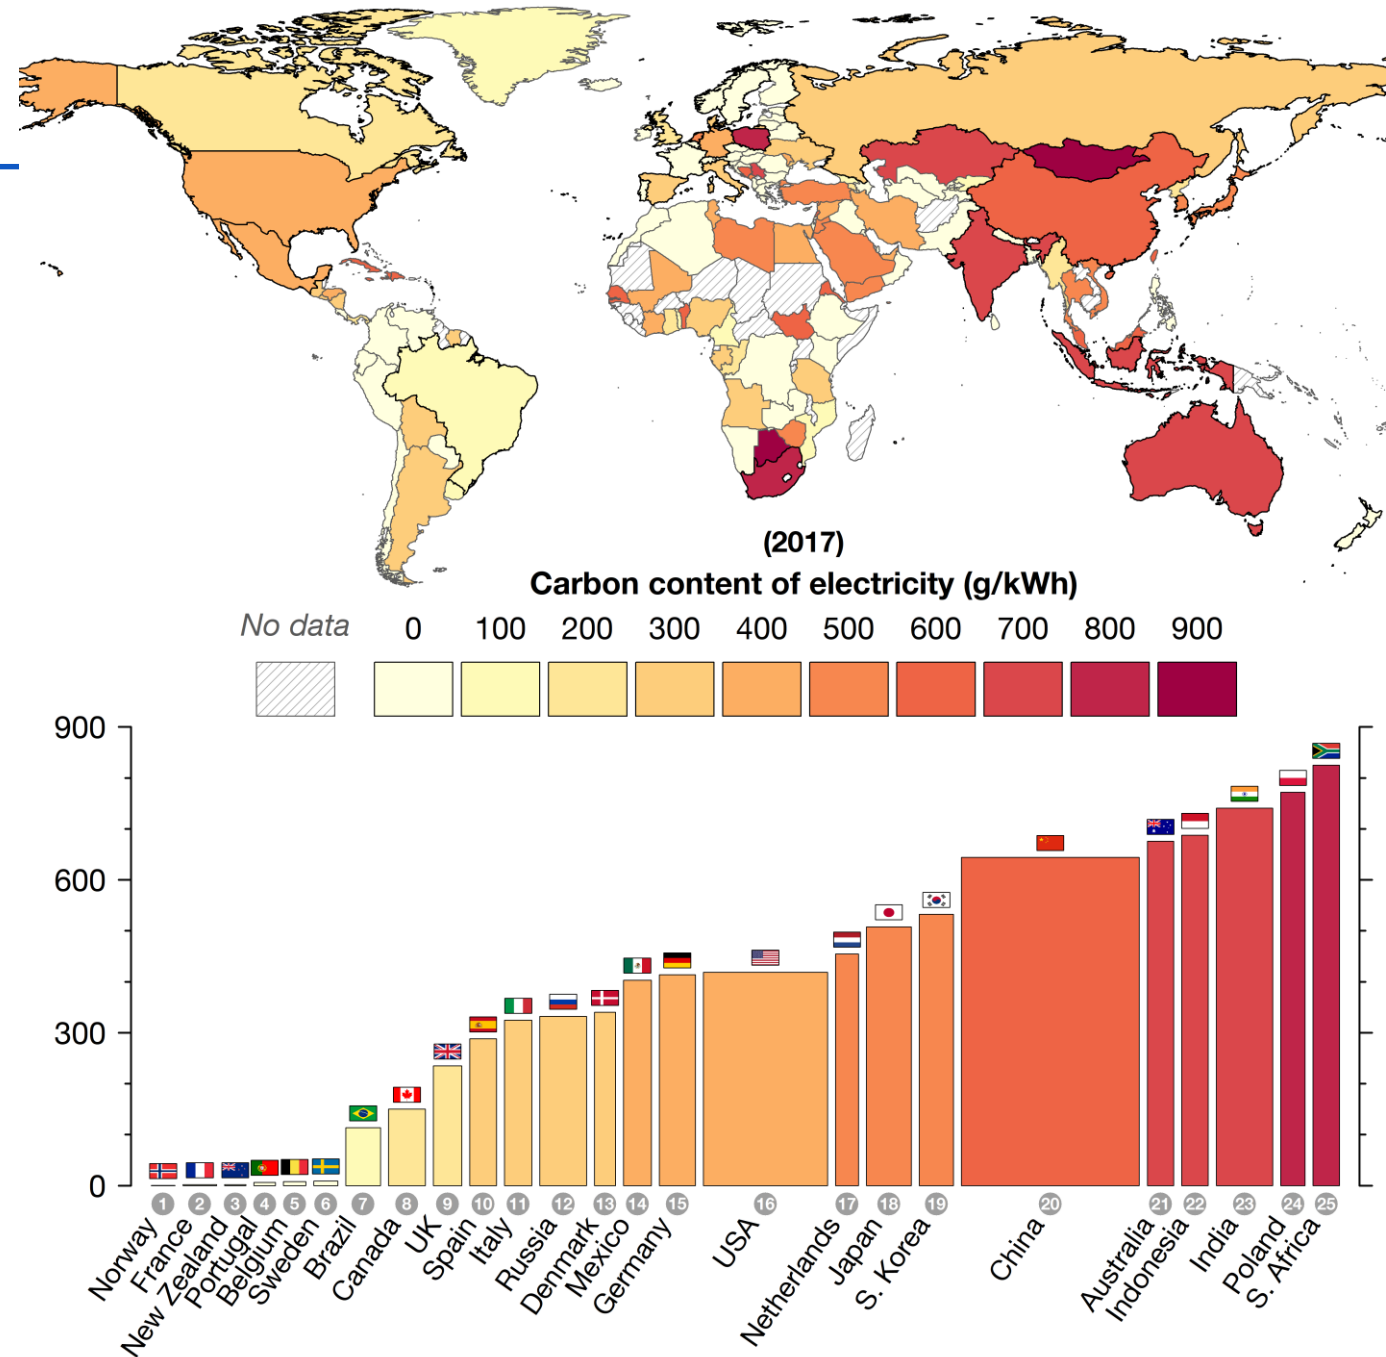 (2017)
Carbon content of electricity (g/kWh)
No data 0 100 200 300 400 500 600 700 800 900
900
600
300
0
1 2 3 4 5 6 7 8 9 10 11 12 13 14 15 16 17 18 19 20 21 22 23 24 25
Norway
France
New Zealand
Portugal
Belgium
Sweden
Brazil
Canada
UK
Spain
Italy
Russia
Denmark
Mexico
Germany
USA
Netherlands
Japan
S. Korea
China
Australia
Indonesia
India
Poland
S. Africa